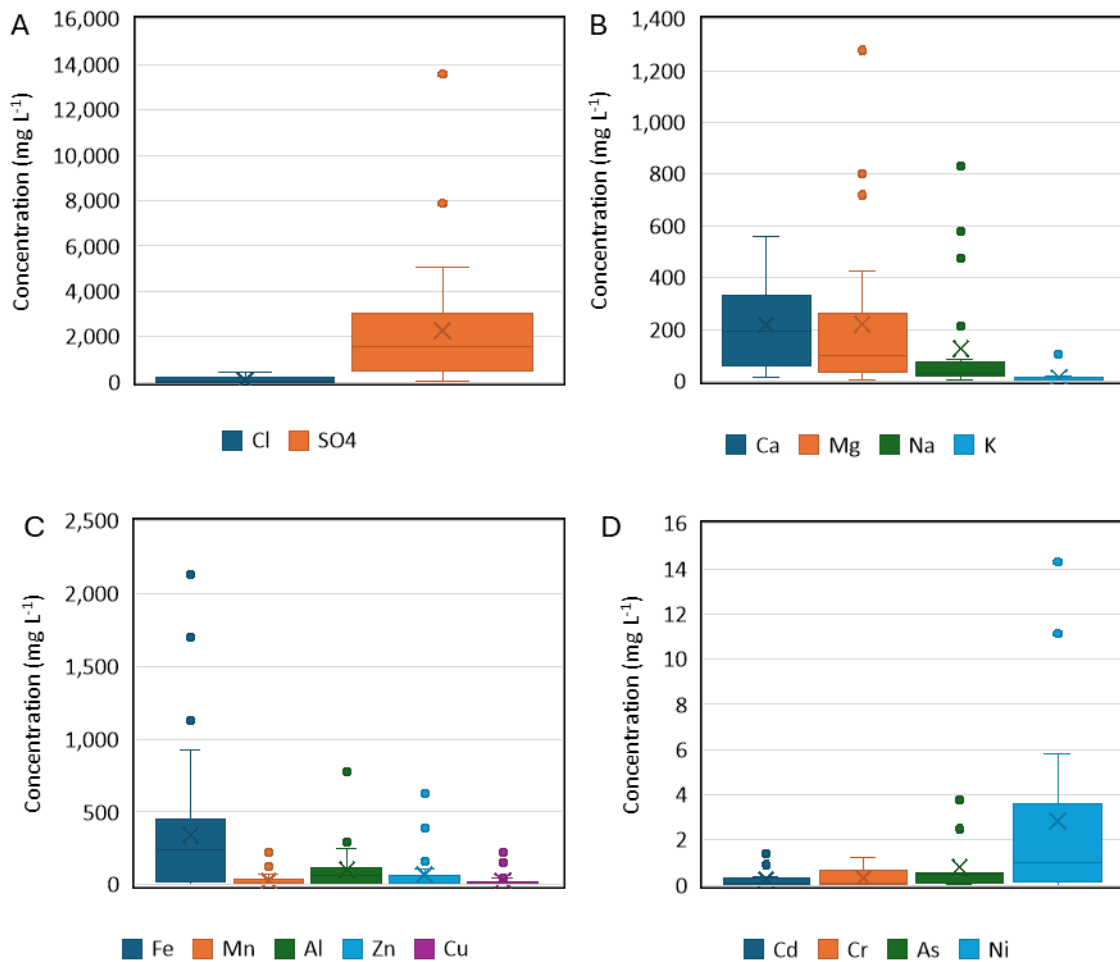 A
Concentration (mg L-1)
16,000
14,000
12,000
10,000
8,000
6,000
4,000
2,000
0
Cl SO4
B
Concentration (mg L-1)
1,400
1,200
1,000
800
600
400
200
0
Ca Mg Na K
C
Concentration (mg L-1)
2,500
2,000
1,500
1,000
500
0
Fe Mn Al Zn Cu
D
Concentration (mg L-1)
16
14
12
10
8
6
4
2
0
Cd Cr As Ni